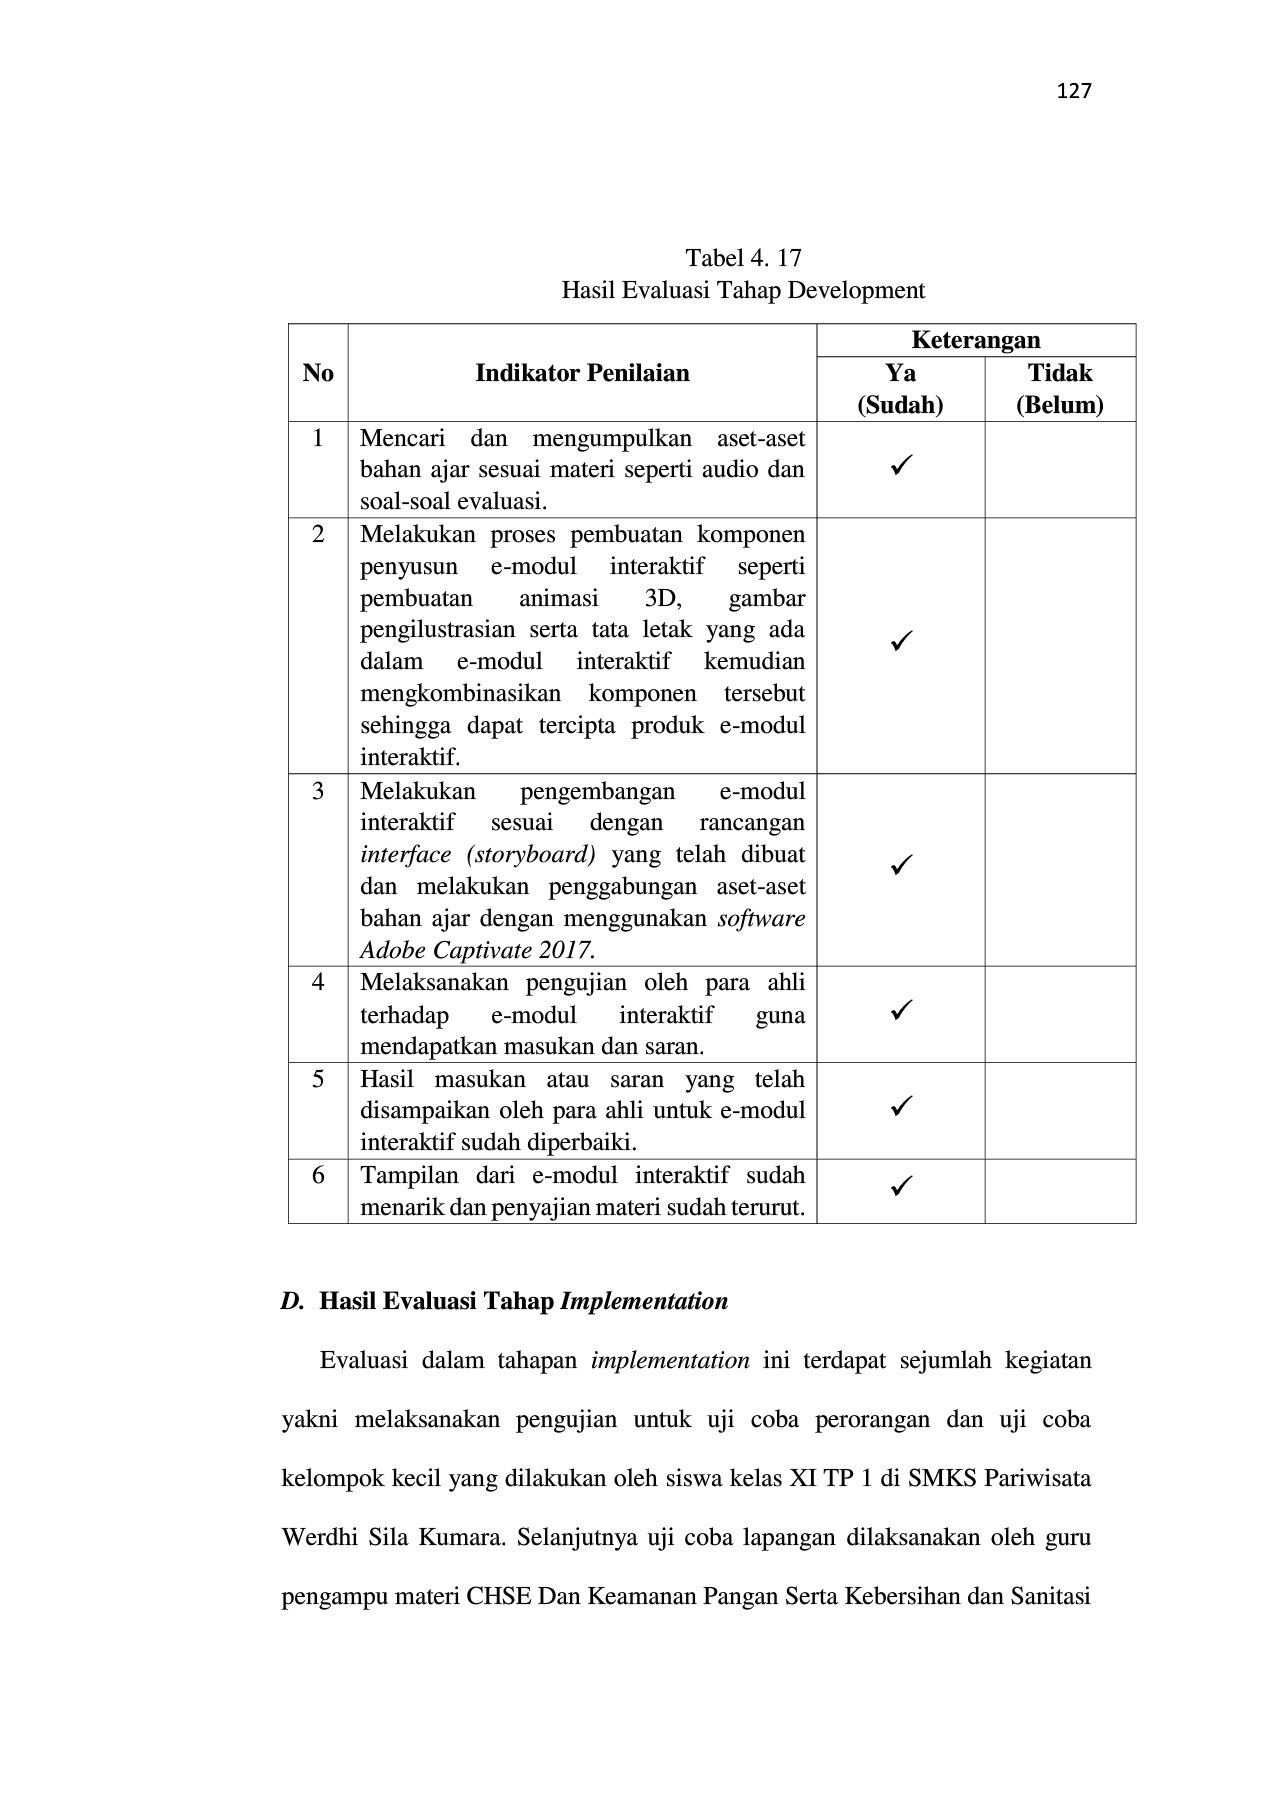 127
Tabel 4. 17
Hasil Evaluasi Tahap Development
No
Indikator Penilaian
Keterangan
Ya
(Sudah)
Tidak
(Belum)
1
Mencari dan mengumpulkan aset-aset
bahan ajar sesuai materi seperti audio dan
soal-soal evaluasi.
✓
2
Melakukan proses pembuatan komponen
penyusun e-modul interaktif seperti
pembuatan animasi 3D, gambar
pengilustrasian serta tata letak yang ada
dalam e-modul interaktif kemudian
mengkombinasikan komponen tersebut
sehingga dapat tercipta produk e-modul
interaktif.
✓
3
Melakukan pengembangan e-modul
interaktif sesuai dengan rancangan
interface (storyboard) yang telah dibuat
dan melakukan penggabungan aset-aset
bahan ajar dengan menggunakan software
Adobe Captivate 2017.
✓
4
Melaksanakan pengujian oleh para ahli
terhadap e-modul interaktif guna
mendapatkan masukan dan saran.
✓
5
Hasil masukan atau saran yang telah
disampaikan oleh para ahli untuk e-modul
interaktif sudah diperbaiki.
✓
6
Tampilan dari e-modul interaktif sudah
menarik dan penyajian materi sudah terurut.
✓
D. Hasil Evaluasi Tahap Implementation
Evaluasi dalam tahapan implementation ini terdapat sejumlah kegiatan
yakni melaksanakan pengujian untuk uji coba perorangan dan uji coba
kelompok kecil yang dilakukan oleh siswa kelas XI TP 1 di SMKS Pariwisata
Werdhi Sila Kumara. Selanjutnya uji coba lapangan dilaksanakan oleh guru
pengampu materi CHSE Dan Keamanan Pangan Serta Kebersihan dan Sanitasi